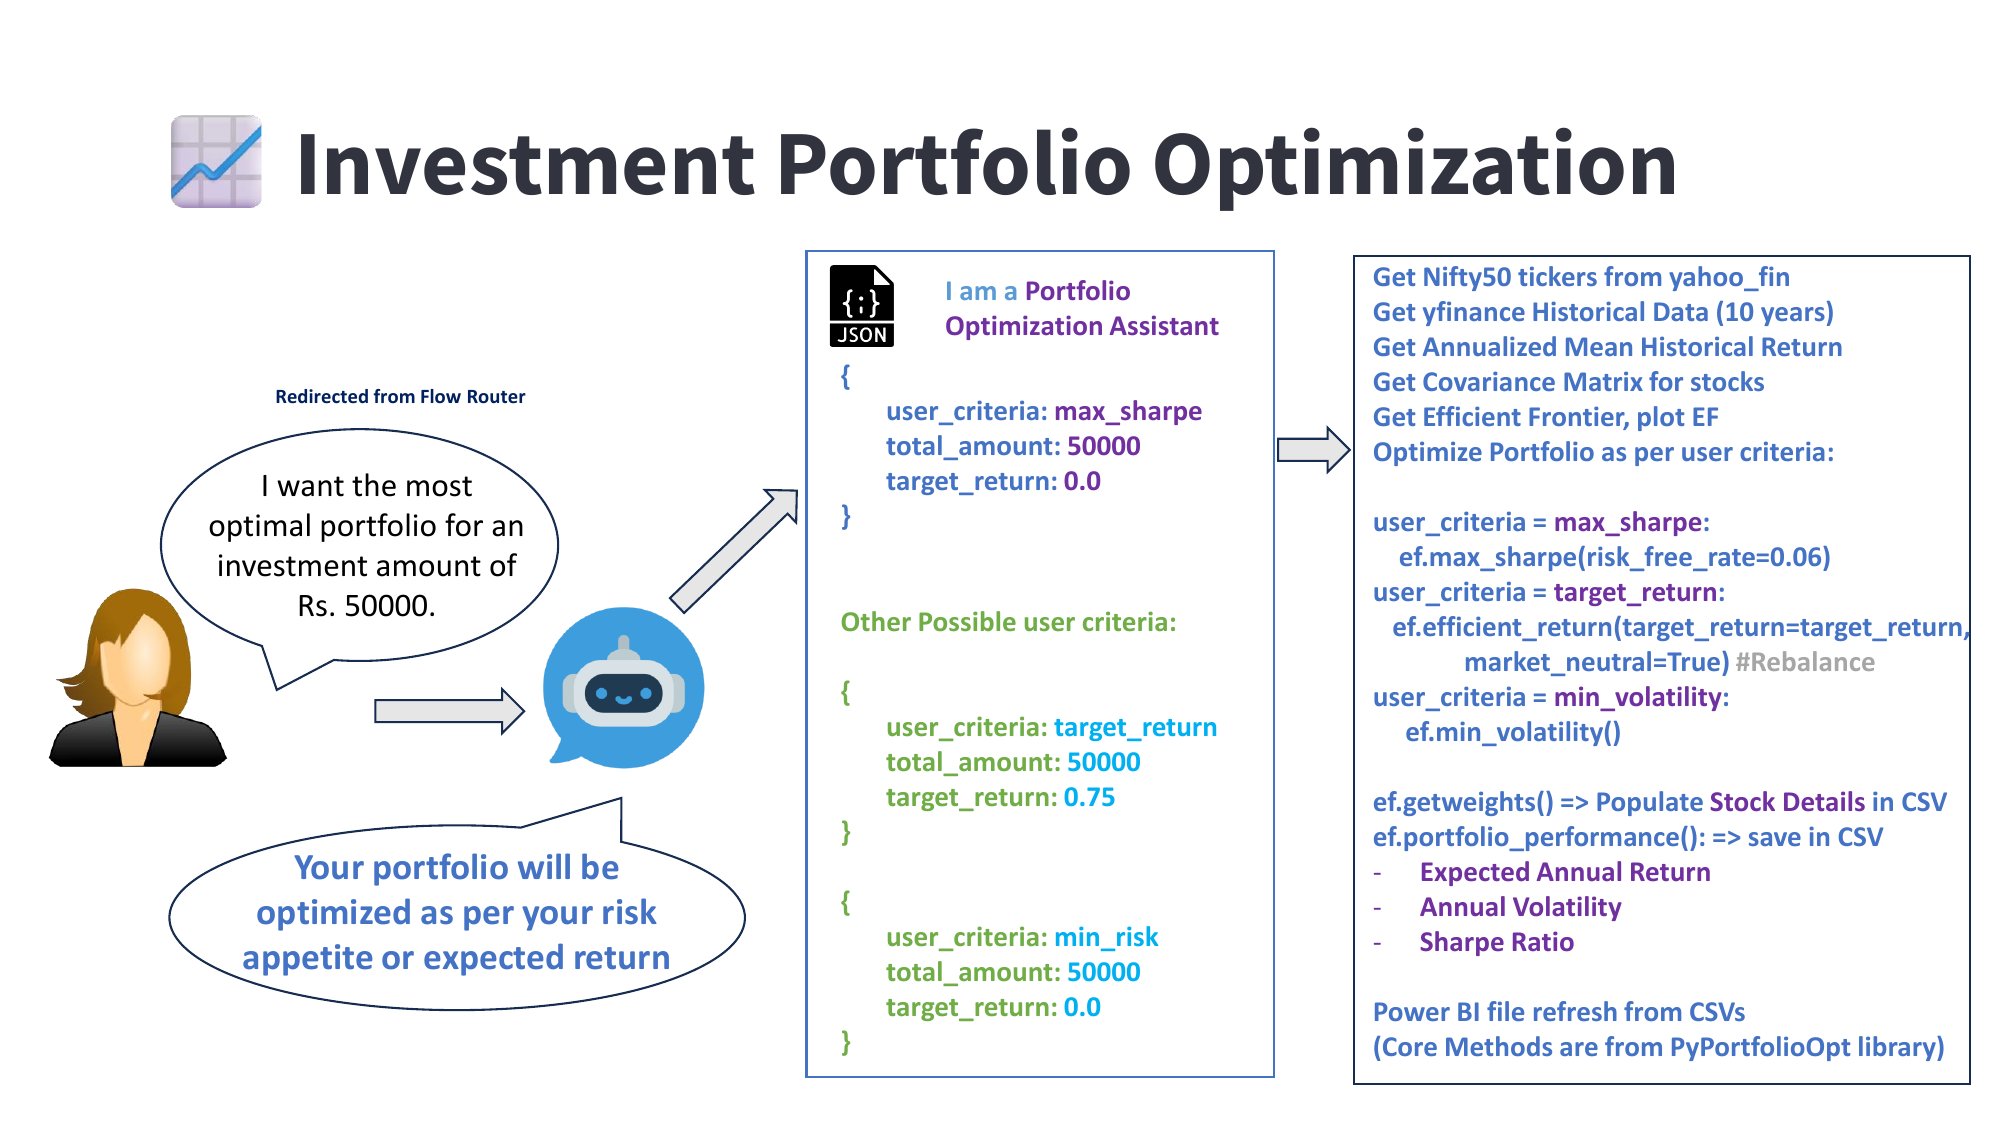 Investment Portfolio Optimization
Redirected from Flow Router
I want the most
optimal portfolio for an
investment amount of
Rs. 50000.
Your portfolio will be
optimized as per your risk
appetite or expected return
{;}
JSON
I am a Portfolio
Optimization Assistant
{
user_criteria: max_sharpe
total_amount: 50000
target_return: 0.0
}
Other Possible user criteria:
{
user_criteria: target_return
total_amount: 50000
target_return: 0.75
}
{
user_criteria: min_risk
total_amount: 50000
target_return: 0.0
}
Get Nifty50 tickers from yahoo_fin
Get yfinance Historical Data (10 years)
Get Annualized Mean Historical Return
Get Covariance Matrix for stocks
Get Efficient Frontier, plot EF
Optimize Portfolio as per user criteria:
user_criteria = max_sharpe:
ef.max_sharpe(risk_free_rate=0.06)
user_criteria = target_return:
ef.efficient_return(target_return=target_return,
market_neutral=True) #Rebalance
user_criteria = min_volatility:
ef.min_volatility()
ef.getweights() => Populate Stock Details in CSV
ef.portfolio_performance(): => save in CSV
- Expected Annual Return
- Annual Volatility
- Sharpe Ratio
Power BI file refresh from CSVs
(Core Methods are from PyPortfolioOpt library)